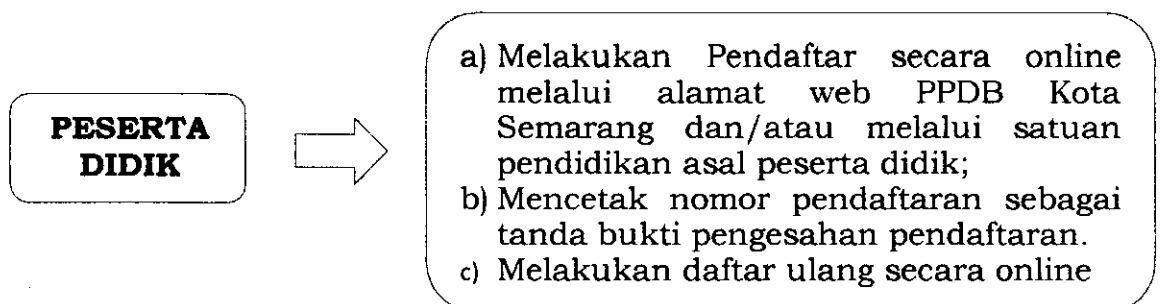 PESERTA
DIDIK
a) Melakukan Pendaftar secara online
melalui alamat web PPDB Kota
Semarang dan/atau melalui satuan
pendidikan asal peserta didik;
b) Mencetak nomor pendaftaran sebagai
tanda bukti pengesahan pendaftaran.
c) Melakukan daftar ulang secara online